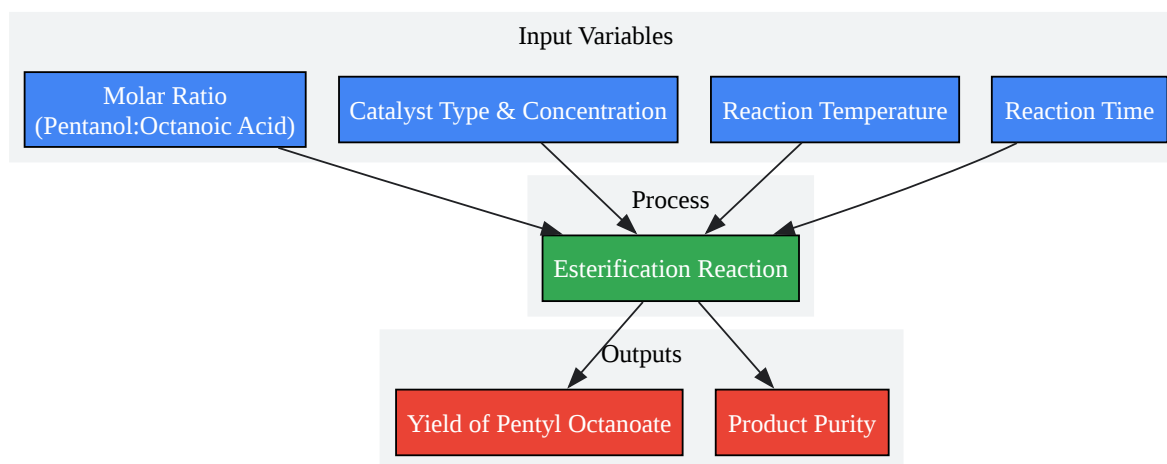 Input Variables
Molar Ratio
(Pentanol:Octanoic Acid)
Catalyst Type & Concentration
Reaction Temperature
Reaction Time
Process
Esterification Reaction
Outputs
Yield of Pentyl Octanoate
Product Purity